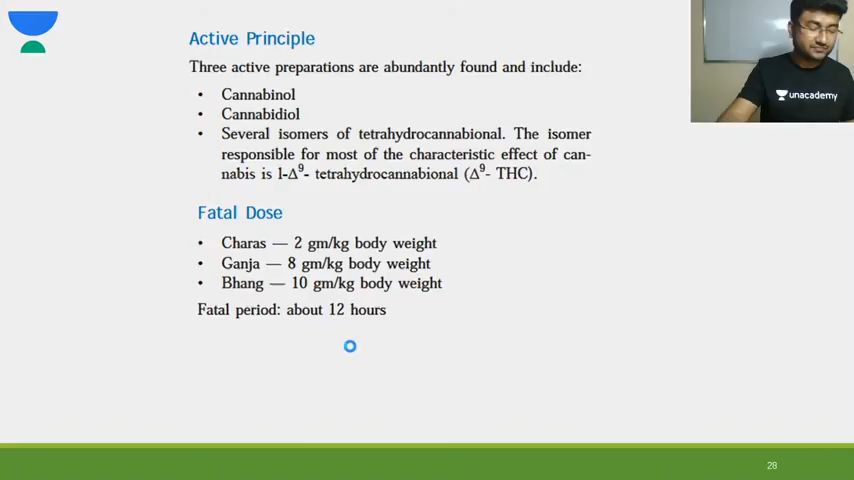 Active Principle
Three active preparations are abundantly found and include:
• Cannabinol
• Cannabidiol
• Several isomers of tetrahydrocannabional. The isomer
responsible for most of the characteristic effect of can-
nabis is l-Δ⁹- tetrahydrocannabional (Δ⁹- THC).
Fatal Dose
• Charas — 2 gm/kg body weight
• Ganja — 8 gm/kg body weight
• Bhang — 10 gm/kg body weight
Fatal period: about 12 hours
unacademy
28